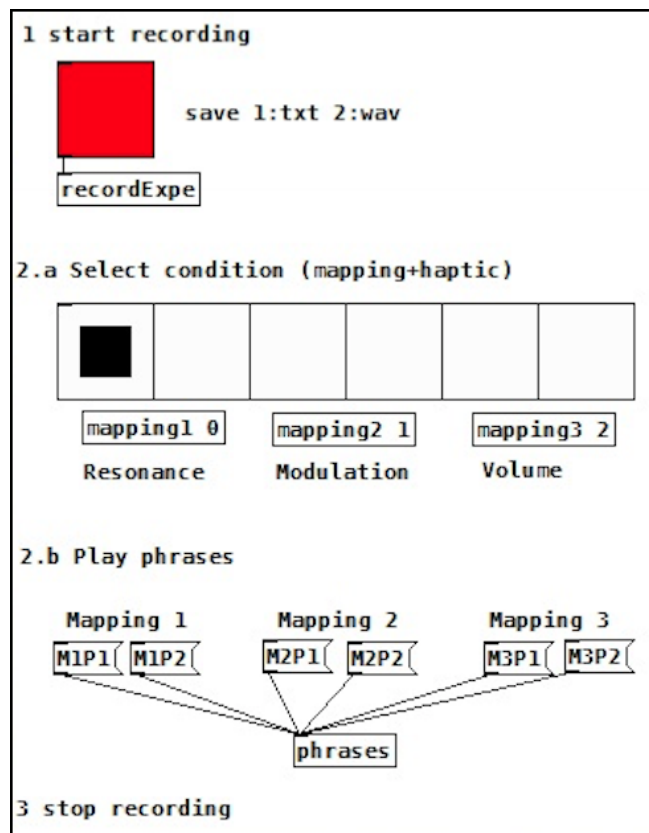 1 start recording
save 1:txt 2:wav
recordExpe
2.a Select condition (mapping+haptic)
mapping1 0
mapping2 1
mapping3 2
Resonance
Modulation
Volume
2.b Play phrases
Mapping 1
Mapping 2
Mapping 3
M1P1
M1P2
M2P1
M2P2
M3P1
M3P2
phrases
3 stop recording